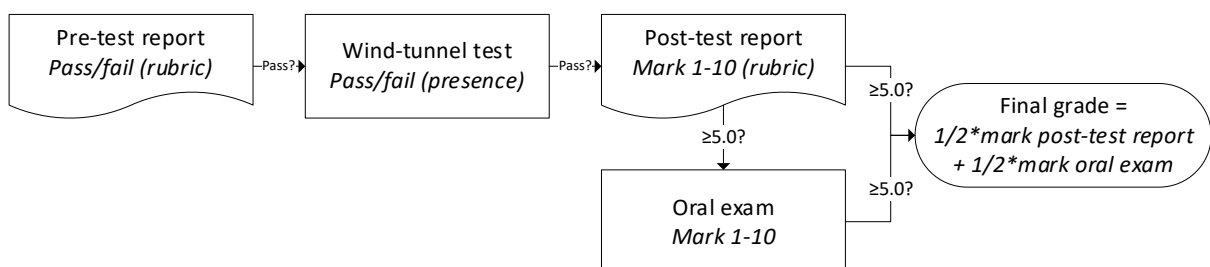 Pre-test report
Pass/fail (rubric)
Pass?
Wind-tunnel test
Pass/fail (presence)
Pass?
Post-test report
Mark 1-10 (rubric)
≥5.0?
≥5.0?
Oral exam
Mark 1-10
≥5.0?
Final grade =
1/2*mark post-test report
+ 1/2*mark oral exam